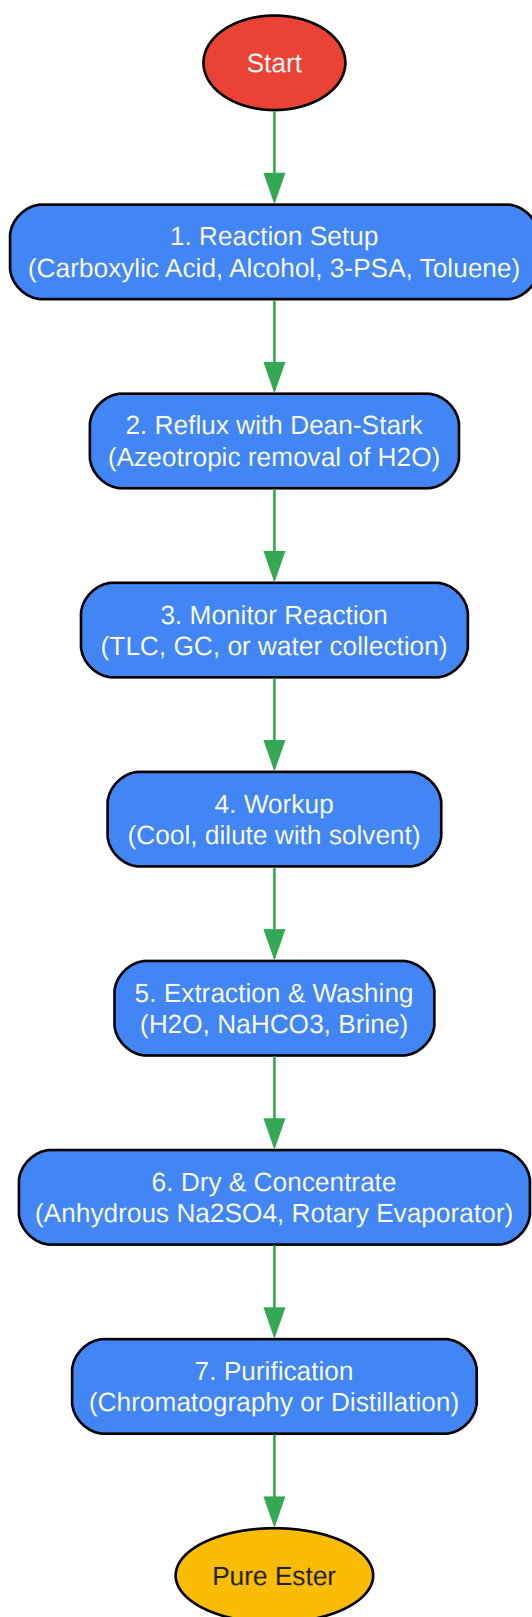 Start
1. Reaction Setup
(Carboxylic Acid, Alcohol, 3-PSA, Toluene)
2. Reflux with Dean-Stark
(Azeotropic removal of H2O)
3. Monitor Reaction
(TLC, GC, or water collection)
4. Workup
(Cool, dilute with solvent)
5. Extraction & Washing
(H2O, NaHCO3, Brine)
6. Dry & Concentrate
(Anhydrous Na2SO4, Rotary Evaporator)
7. Purification
(Chromatography or Distillation)
Pure Ester